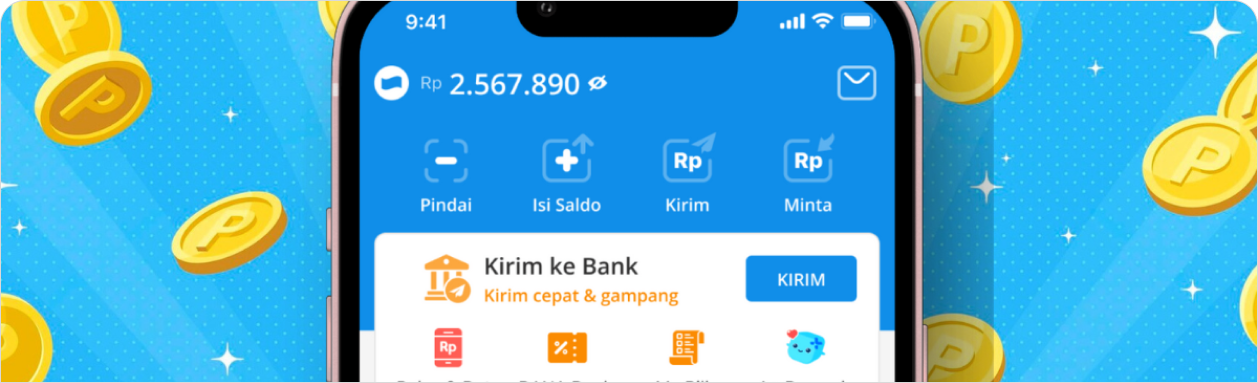 9:41
Rp 2.567.890
Pindai
Isi Saldo
Kirim
Minta
Rp
Rp
Kirim ke Bank
Kirim cepat & gampang
KIRIM
Rp
%
P
P
P
P
P
P